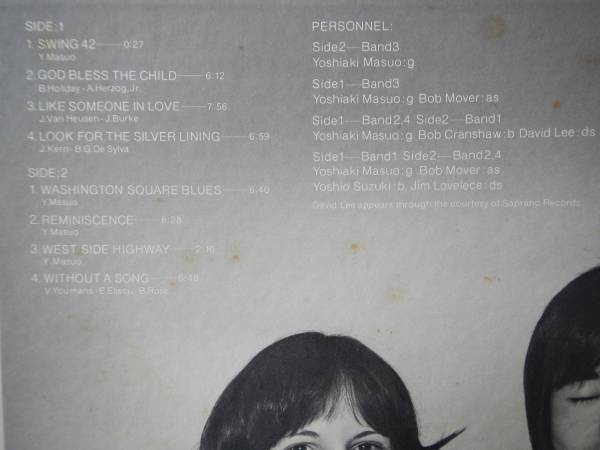 SIDE:1
1. SWING 42——6:27
Y.Masuo
2. GOD BLESS THE CHILD——6:12
B.Holiday-A.Herzog,Jr.
3. LIKE SOMEONE IN LOVE——7:56
J.Van Heusen-J.Burke
4. LOOK FOR THE SILVER LINING——6:59
J.Kern-B.G.De Sylva
SIDE:2
1. WASHINGTON SQUARE BLUES——6:40
Y.Masuo
2. REMINISCENCE——6:28
Y.Masuo
3. WEST SIDE HIGHWAY——2:16
Y.Masuo
4. WITHOUT A SONG——6:48
V.Youmans-E.Eliscu-B.Rose
PERSONNEL:
Side2—Band3
Yoshiaki Masuo:g
Side1—Band3
Yoshiaki Masuo:g Bob Mover:as
Side1—Band2,4 Side2—Band1
Yoshiaki Masuo:g Bob Cranshaw:b David Lee:ds
Side1—Band1 Side2—Band2,4
Yoshiaki Masuo:g Bob Mover:as
Yoshio Suzuki:b Jim Lovelece:ds
David Lee appears through the courtesy of Soprano Records